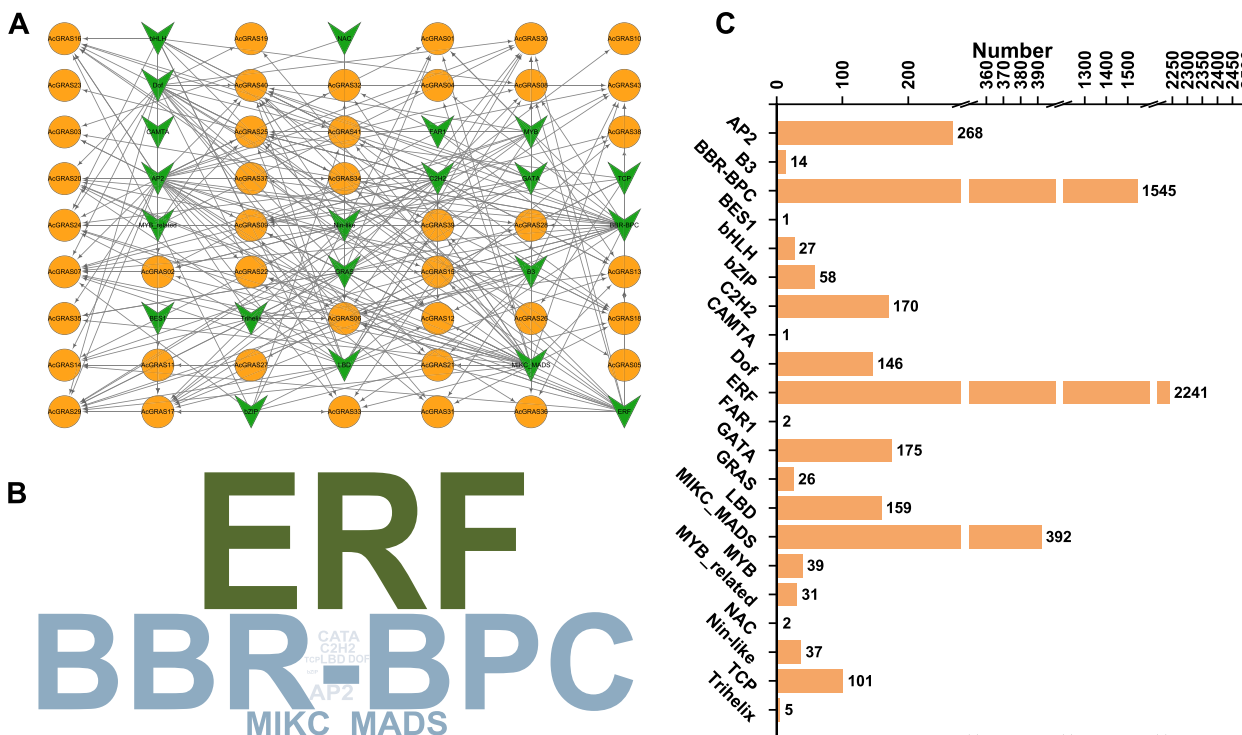 A
AcGRAS16 bHLH AcGRAS19 NAC AcGRAS01 AcGRAS30 AcGRAS10
AcGRAS23 Dof AcGRAS40 AcGRAS32 AcGRAS04 AcGRAS08 AcGRAS43
AcGRAS03 CAMTA AcGRAS25 AcGRAS41 FAR1 MYB AcGRAS38
AcGRAS20 AP2 AcGRAS37 AcGRAS34 C2H2 GATA TCP
AcGRAS24 MYB_related AcGRAS09 Nin-like AcGRAS39 AcGRAS28 BBR-BPC
AcGRAS07 AcGRAS02 AcGRAS22 GRAS AcGRAS15 B3 AcGRAS13
AcGRAS35 BES1 Trihelix AcGRAS06 AcGRAS12 AcGRAS26 AcGRAS18
AcGRAS14 AcGRAS11 AcGRAS27 LBD AcGRAS21 MIKC_MADS AcGRAS05
AcGRAS29 AcGRAS17 bZIP AcGRAS33 AcGRAS31 AcGRAS36 ERF
B
ERF
BBR-BPC
CATA
C2H2
TCP LBD DOF
AP2
MIKC MADS
C
Number
0 100 200 360 370 380 390 1300 1400 1500 2250 2300 2350 2400 2450
AP2 268
B3 14
BBR-BPC 1545
BES1 1
bHLH 27
bZIP 58
C2H2 170
CAMTA 1
Dof 146
ERF 2241
FAR1 2
GATA 175
GRAS 26
LBD 159
MIKC_MADS 392
MYB 39
MYB_related 31
NAC 2
Nin-like 37
TCP 101
Trihelix 5